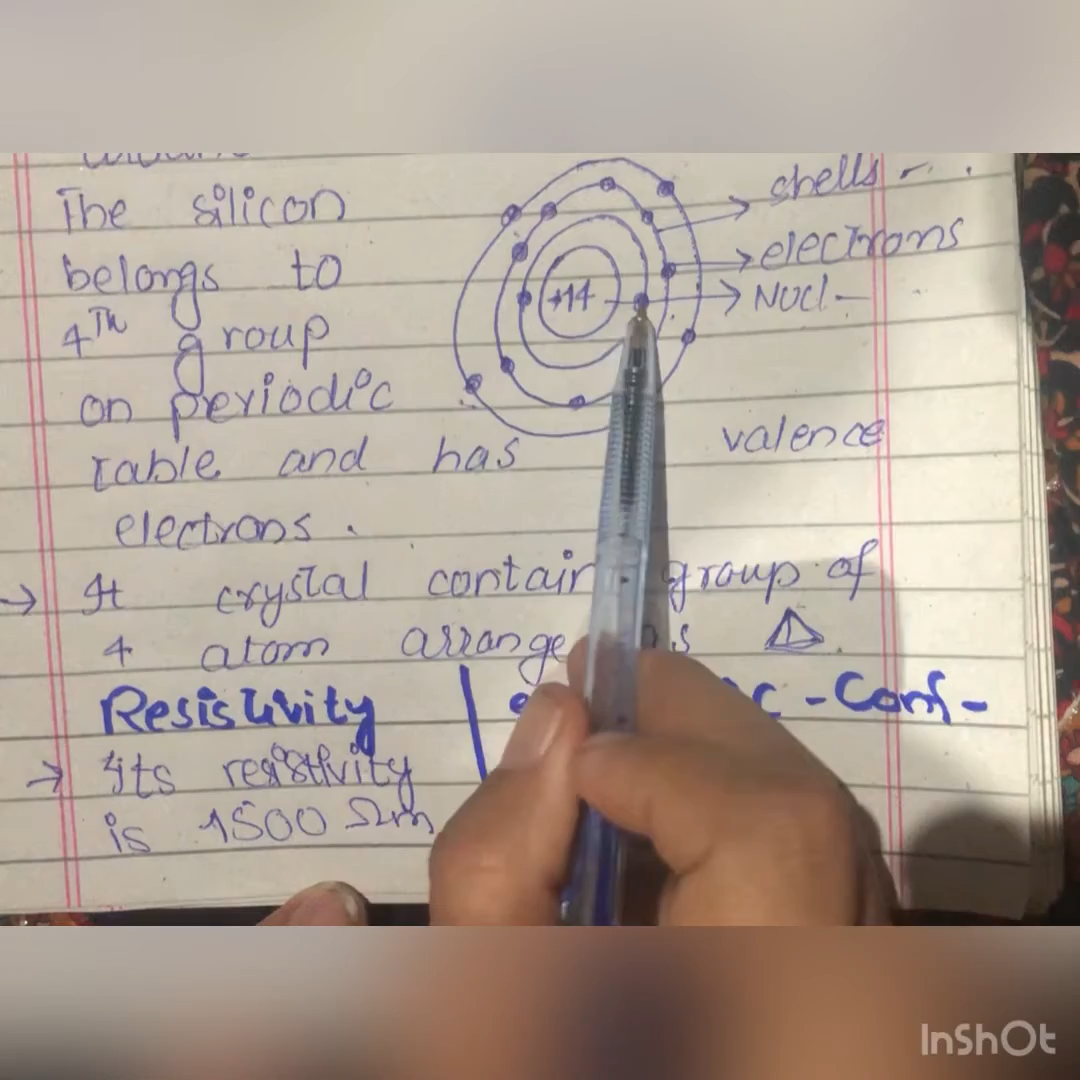 The silicon
belongs to
4Th group
on periodic
table and has valence
electrons.
shells
electrons
Nucl-
+14
→ It crystal contain group of
4 atom arrange
Resistivity
-Conf-
→ its resistivity
is 1500 Ωm
InShOt